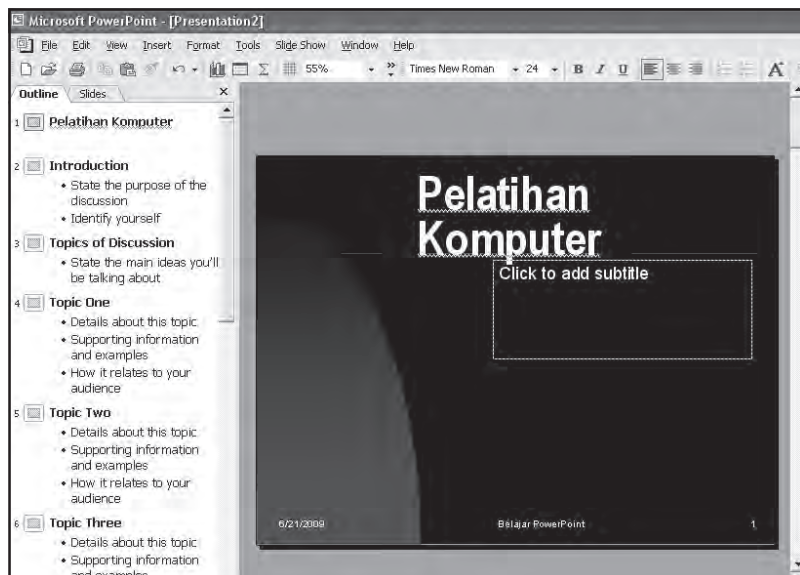 Microsoft PowerPoint - [Presentation2]
File Edit View Insert Format Tools Slide Show Window Help
55% Times New Roman 24 B I U A
Outline Slides
1 Pelatihan Komputer
2 Introduction
• State the purpose of the
discussion
• Identify yourself
3 Topics of Discussion
• State the main ideas you'll
be talking about
4 Topic One
• Details about this topic
• Supporting information
and examples
• How it relates to your
audience
5 Topic Two
• Details about this topic
• Supporting information
and examples
• How it relates to your
audience
6 Topic Three
• Details about this topic
• Supporting information
and examples
Pelatihan
Komputer
Click to add subtitle
6/21/2009 Belajar PowerPoint 1